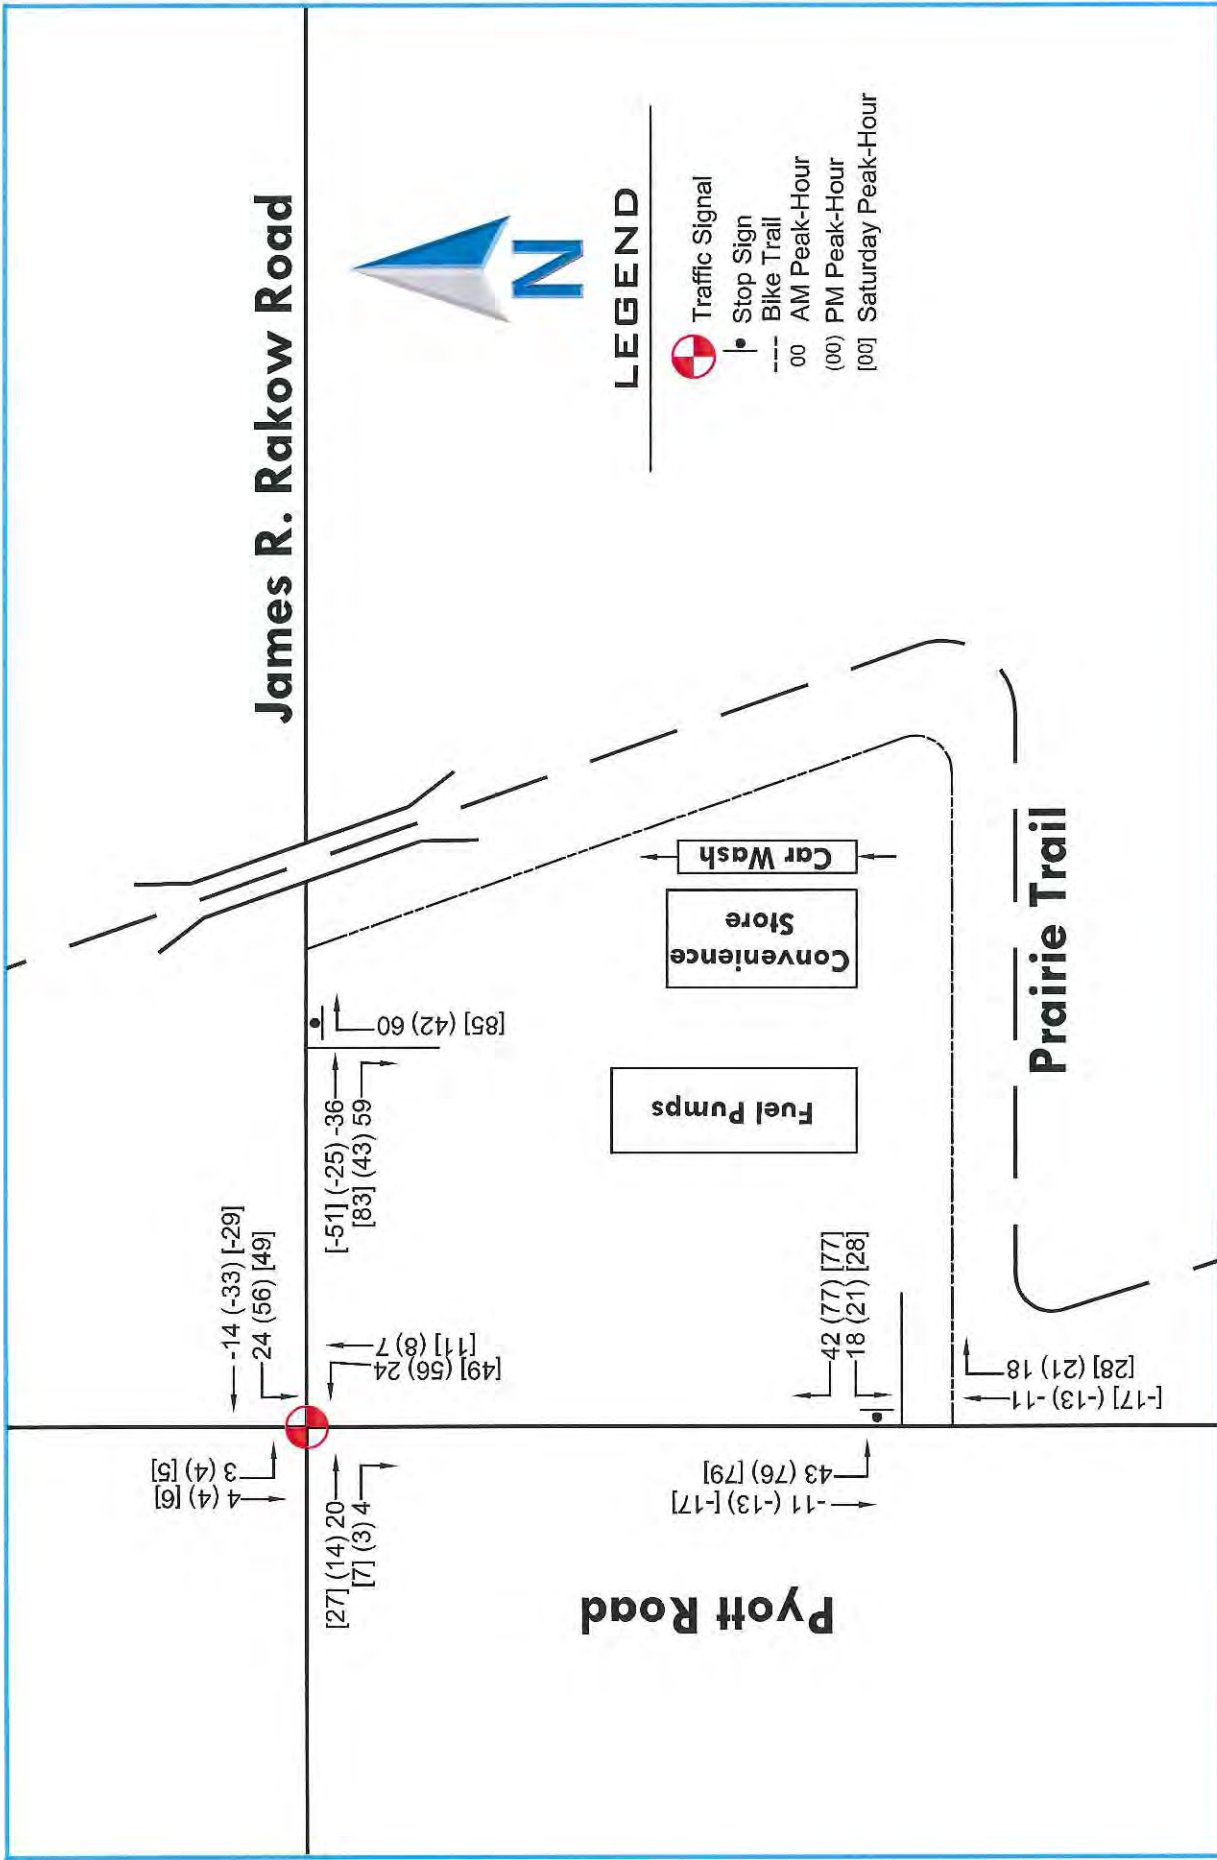 James R. Rakow Road
N
LEGEND
Traffic Signal
Stop Sign
--- Bike Trail
00 AM Peak-Hour
(00) PM Peak-Hour
[00] Saturday Peak-Hour
-14 (-33) [-29]
24 (56) [49]
3 (4) [5]
4 (4) [6]
[11] (8) 7
[49] (56) 24
[27] (14) 20
[7] (3) 4
[-51] (-25) -36
[83] (43) 59
[85] (42) 60
Car Wash
Convenience
Store
Fuel Pumps
42 (77) [77]
18 (21) [28]
43 (76) [79]
-11 (-13) [-17]
[28] (21) 18
[-17] (-13) -11
Prairie Trail
Pyott Road